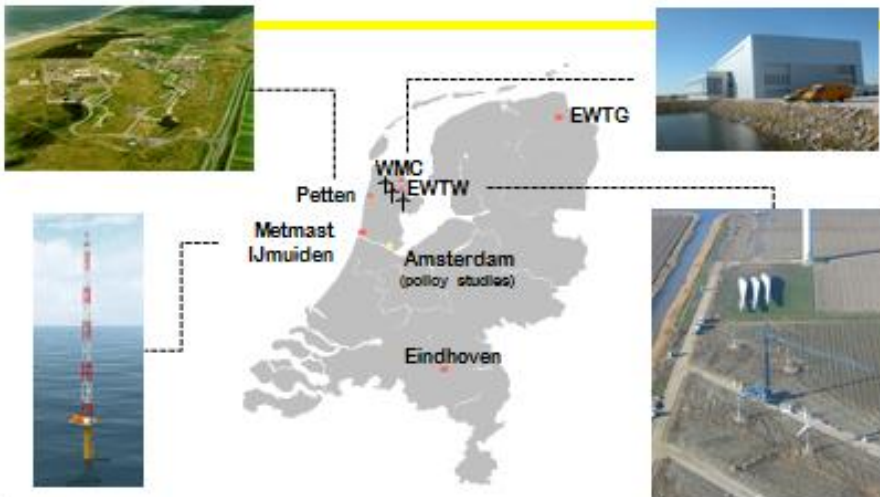 EWTG
WMC
EWTW
Petten
Metmast
IJmuiden
Amsterdam
(policy studies)
Eindhoven